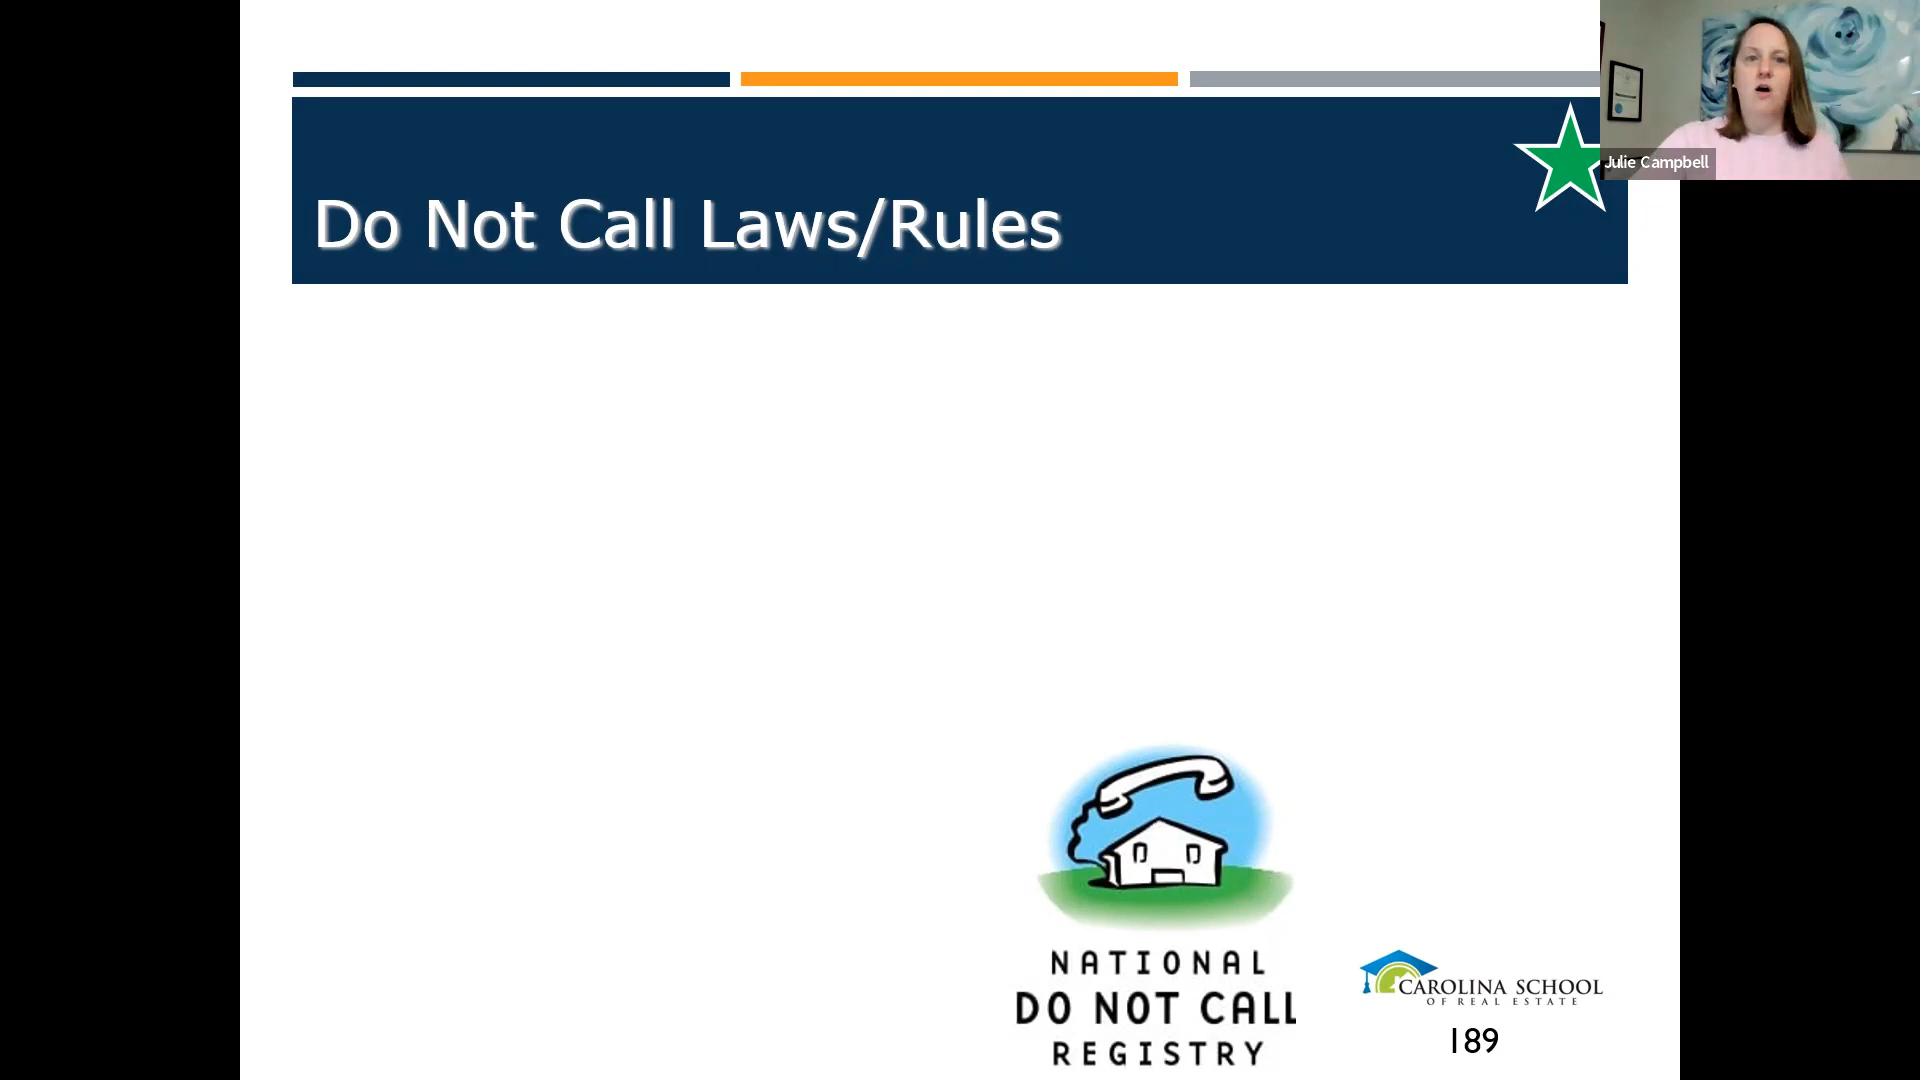 Do Not Call Laws/Rules
Julie Campbell
NATIONAL
DO NOT CALL
REGISTRY
CAROLINA SCHOOL
OF REAL ESTATE
189